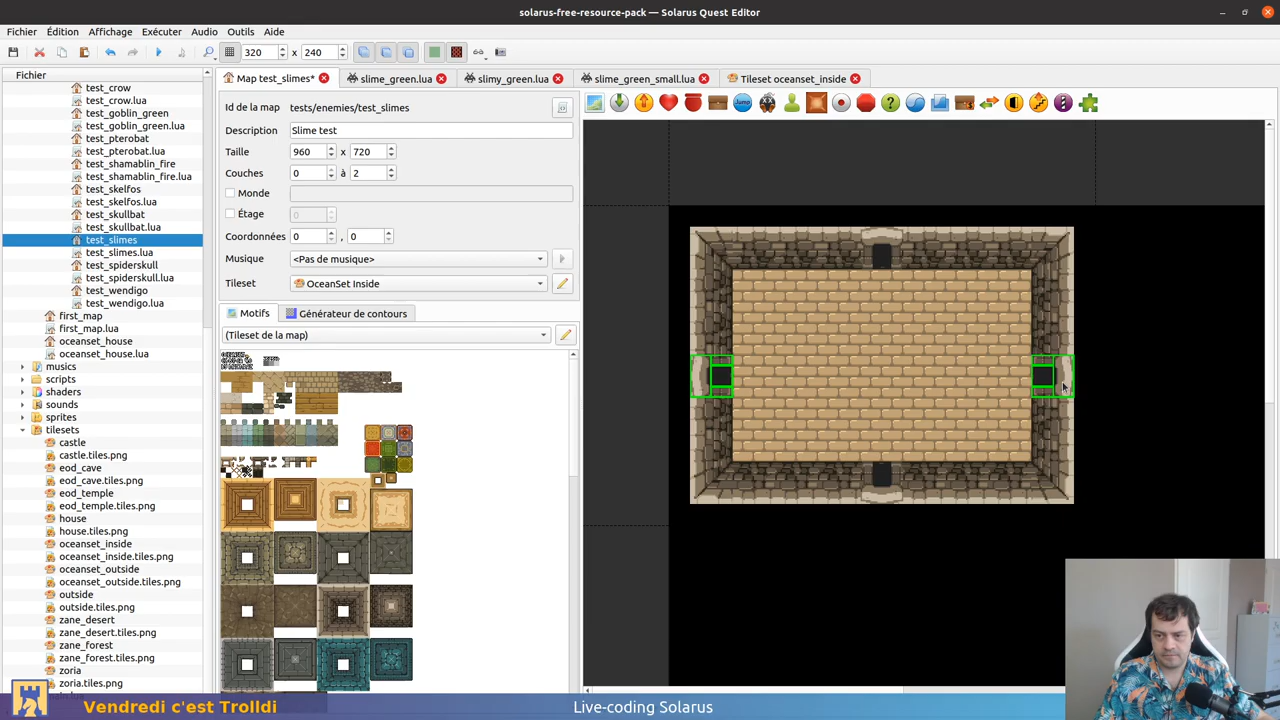 solarus-free-resource-pack — Solarus Quest Editor
Fichier Édition Affichage Exécuter Audio Outils Aide
320 x 240
Fichier
test_crow
test_crow.lua
test_goblin_green
test_goblin_green.lua
test_pterobat
test_pterobat.lua
test_shamablin_fire
test_shamablin_fire.lua
test_skelfos
test_skelfos.lua
test_skullbat
test_skullbat.lua
test_slimes
test_slimes.lua
test_spiderskull
test_spiderskull.lua
test_wendigo
test_wendigo.lua
first_map
first_map.lua
oceanset_house
oceanset_house.lua
musics
scripts
shaders
sounds
sprites
tilesets
castle
castle.tiles.png
eod_cave
eod_cave.tiles.png
eod_temple
eod_temple.tiles.png
house
house.tiles.png
oceanset_inside
oceanset_inside.tiles.png
oceanset_outside
oceanset_outside.tiles.png
outside
outside.tiles.png
zane_desert
zane_desert.tiles.png
zane_forest
zane_forest.tiles.png
zoria
zoria.tiles.png
Map test_slimes* slime_green.lua slimy_green.lua slime_green_small.lua Tileset oceanset_inside
Id de la map tests/enemies/test_slimes
Description Slime test
Taille 960 x 720
Couches 0 à 2
Monde
Étage 0
Coordonnées 0 , 0
Musique <Pas de musique>
Tileset OceanSet Inside
Motifs Générateur de contours
(Tileset de la map)
Jump
Vendredi c'est Trolldi
Live-coding Solarus